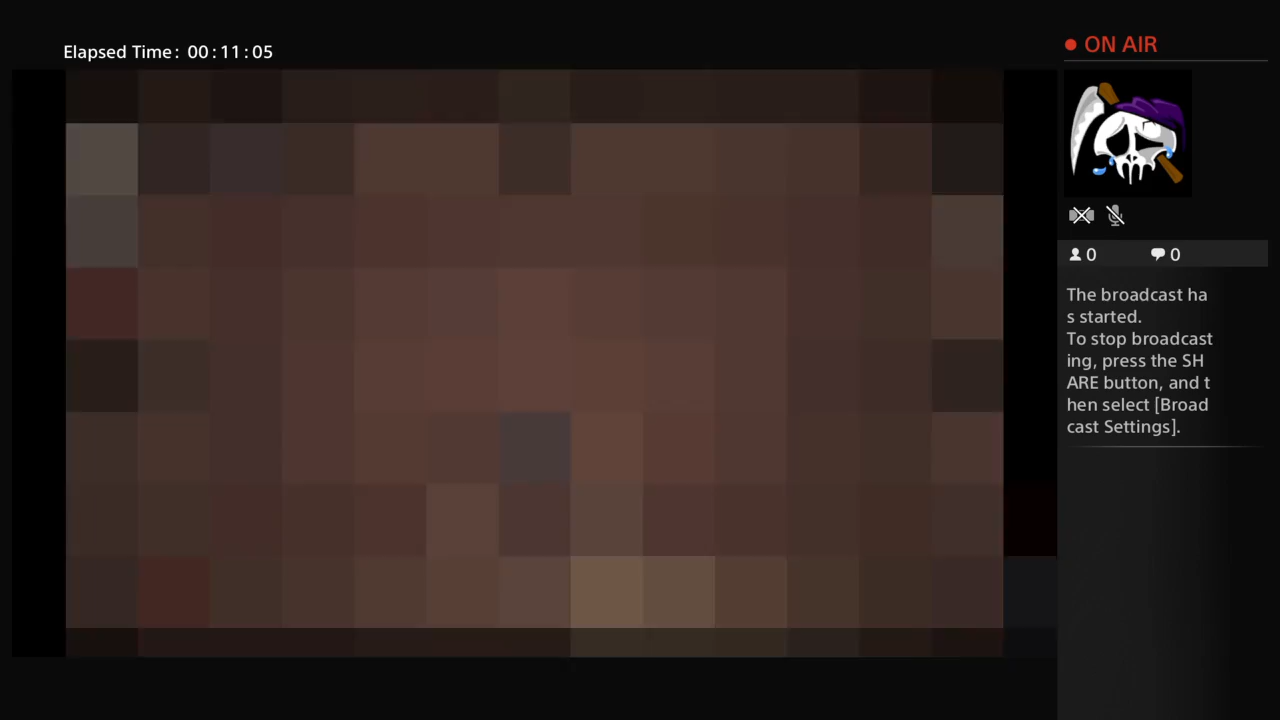 Elapsed Time: 00:11:05
ON AIR
0 0
The broadcast ha
s started.
To stop broadcast
ing, press the SH
ARE button, and t
hen select [Broad
cast Settings].